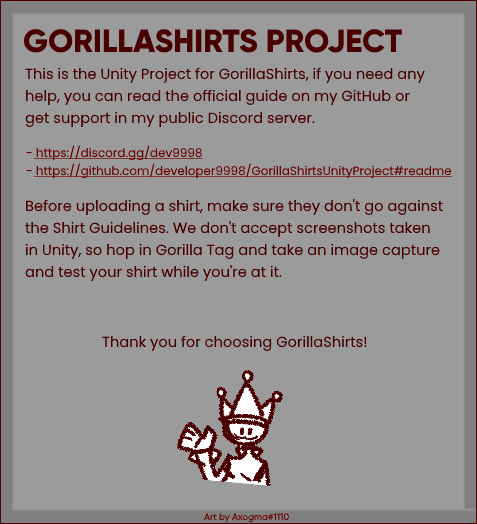 GORILLASHIRTS PROJECT
This is the Unity Project for GorillaShirts, if you need any
help, you can read the official guide on my GitHub or
get support in my public Discord server.
- https://discord.gg/dev9998
- https://github.com/developer9998/GorillaShirtsUnityProject#readme
Before uploading a shirt, make sure they don't go against
the Shirt Guidelines. We don't accept screenshots taken
in Unity, so hop in Gorilla Tag and take an image capture
and test your shirt while you're at it.
Thank you for choosing GorillaShirts!
Art by Axogma#1110